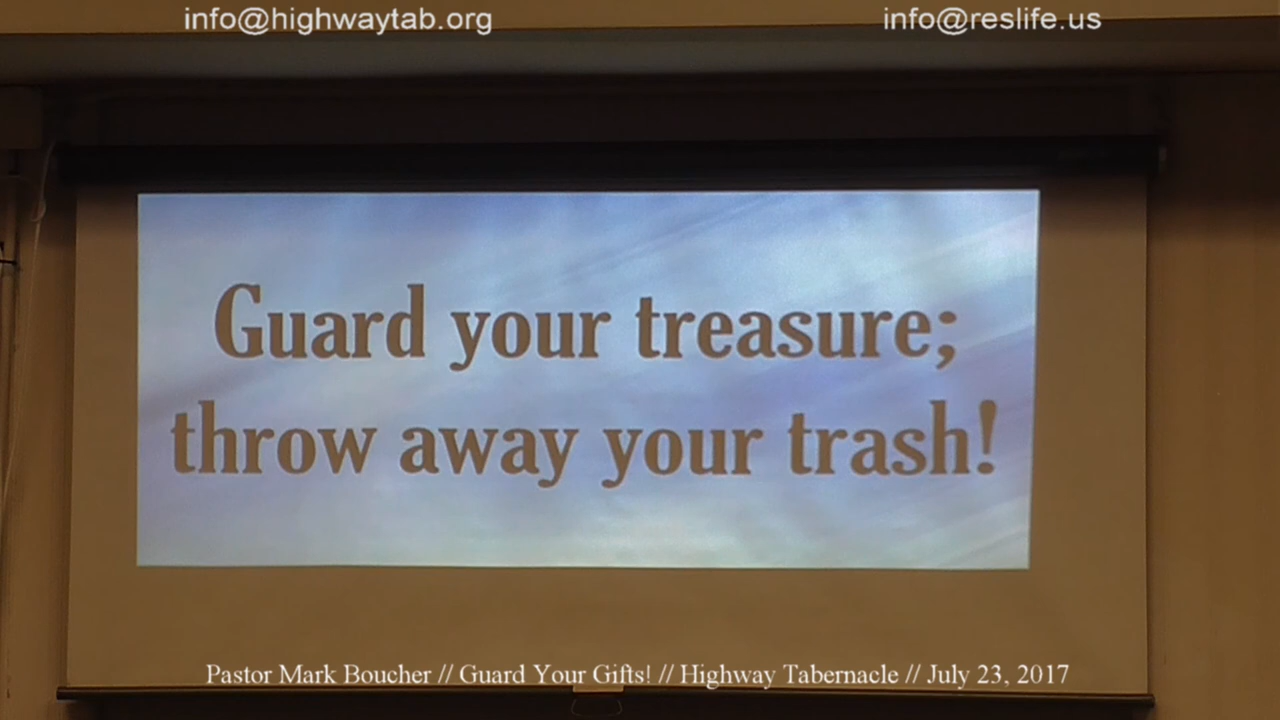 info@highwaytab.org
info@reslife.us
Guard your treasure;
throw away your trash!
Pastor Mark Boucher // Guard Your Gifts! // Highway Tabernacle // July 23, 2017